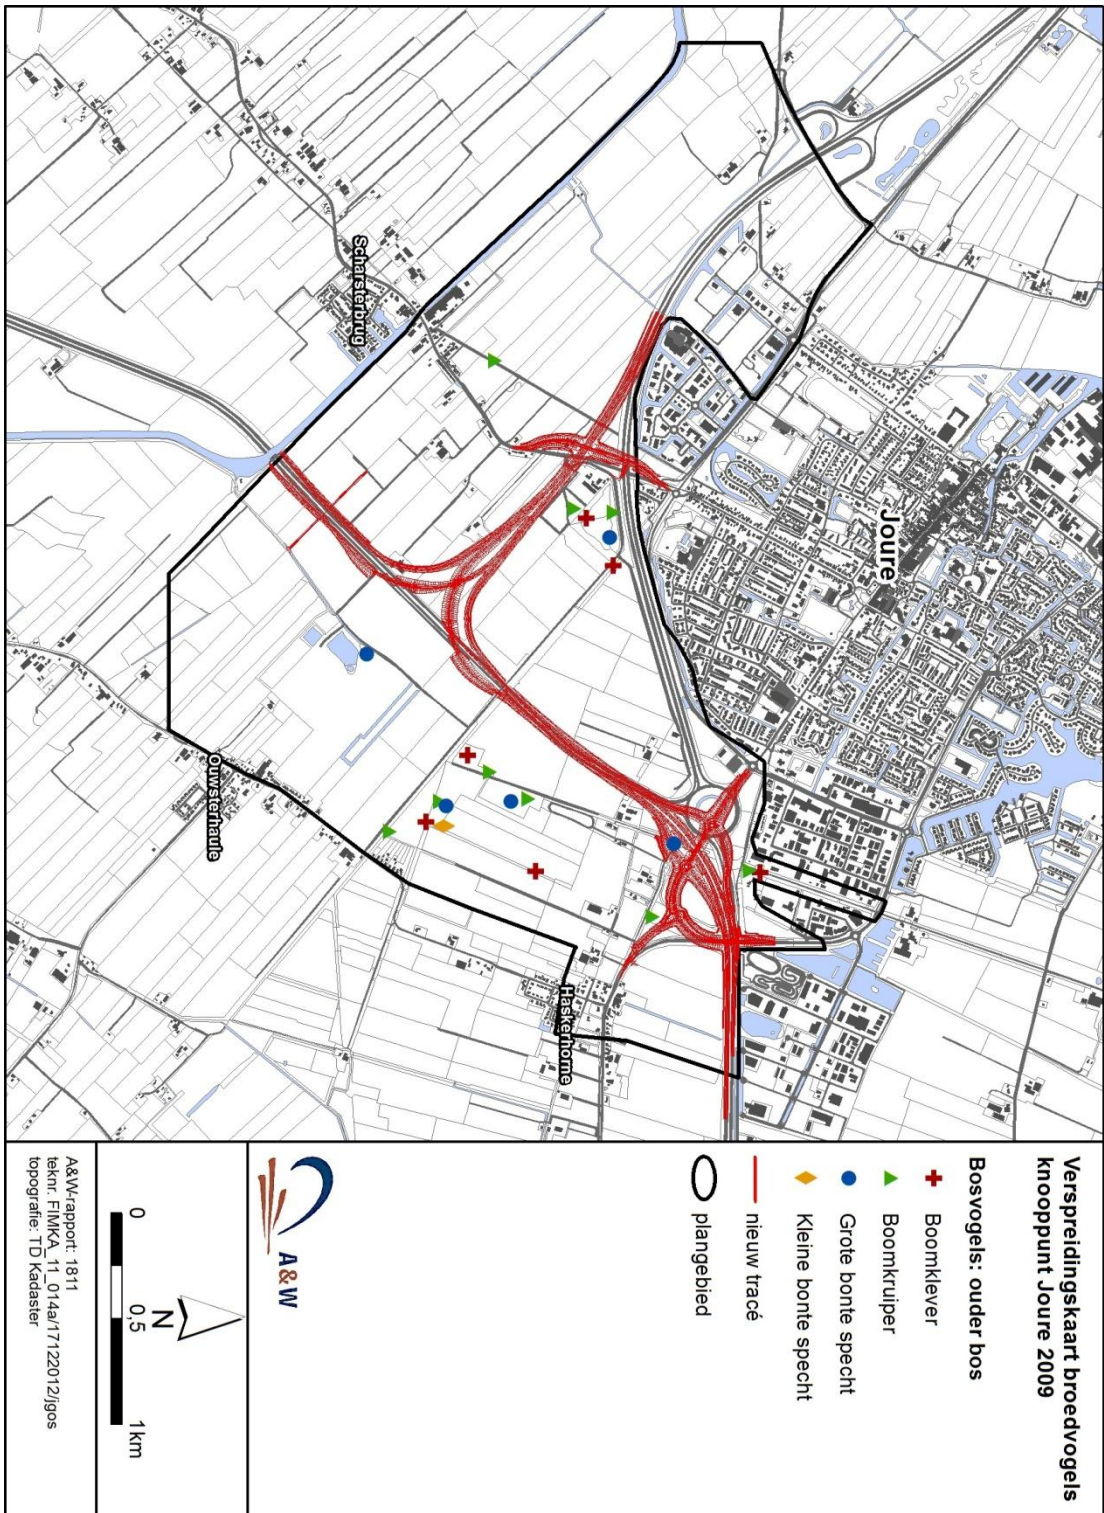 Verspreidingskaart broedvogels
knooppunt Joure 2009
Bosvogels: ouder bos
Boomklever
Boomkruiper
Grote bonte specht
Kleine bonte specht
nieuw tracé
plangebied
A&W
N
0
0,5
1km
A&W-rapport: 1811
teknr. FIMKA_11_014a/17122012/jgos
topografie: TD Kadaster
Joure
Scharsterbrug
Ouwsterhaule
Haskerhorne